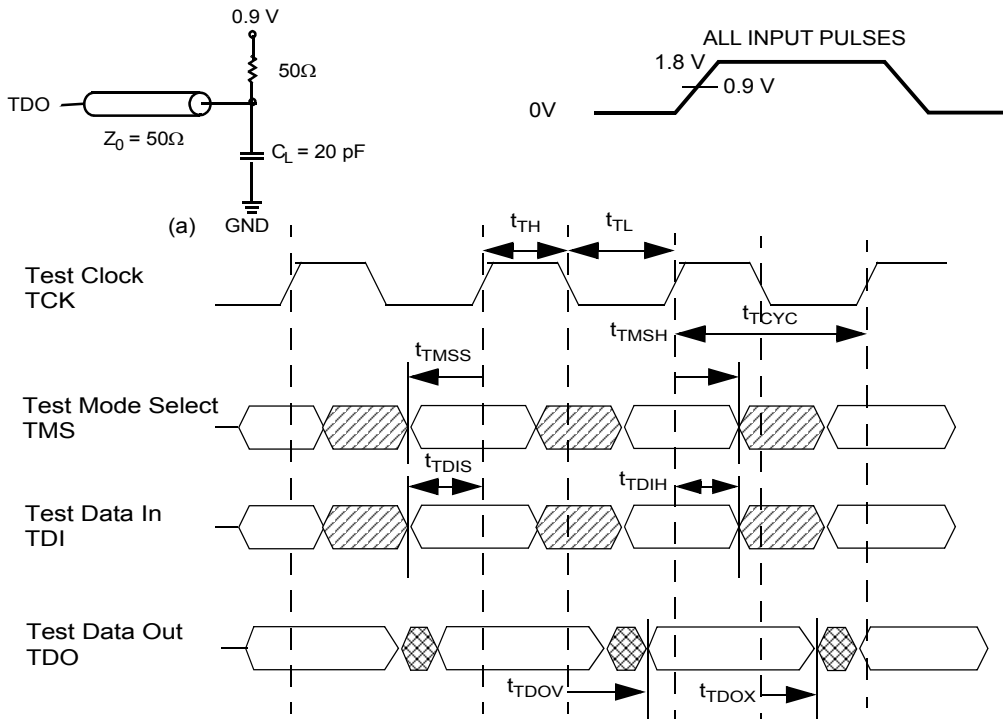 0.9 V
ALL INPUT PULSES
50Ω
1.8 V
0.9 V
TDO
0V
Z0 = 50Ω
CL = 20 pF
(a) GND
tTH
tTL
Test Clock
TCK
tTMSH
tTCYC
tTMSS
Test Mode Select
TMS
tTDIS
tTDIH
Test Data In
TDI
Test Data Out
TDO
tTDOV
tTDOX